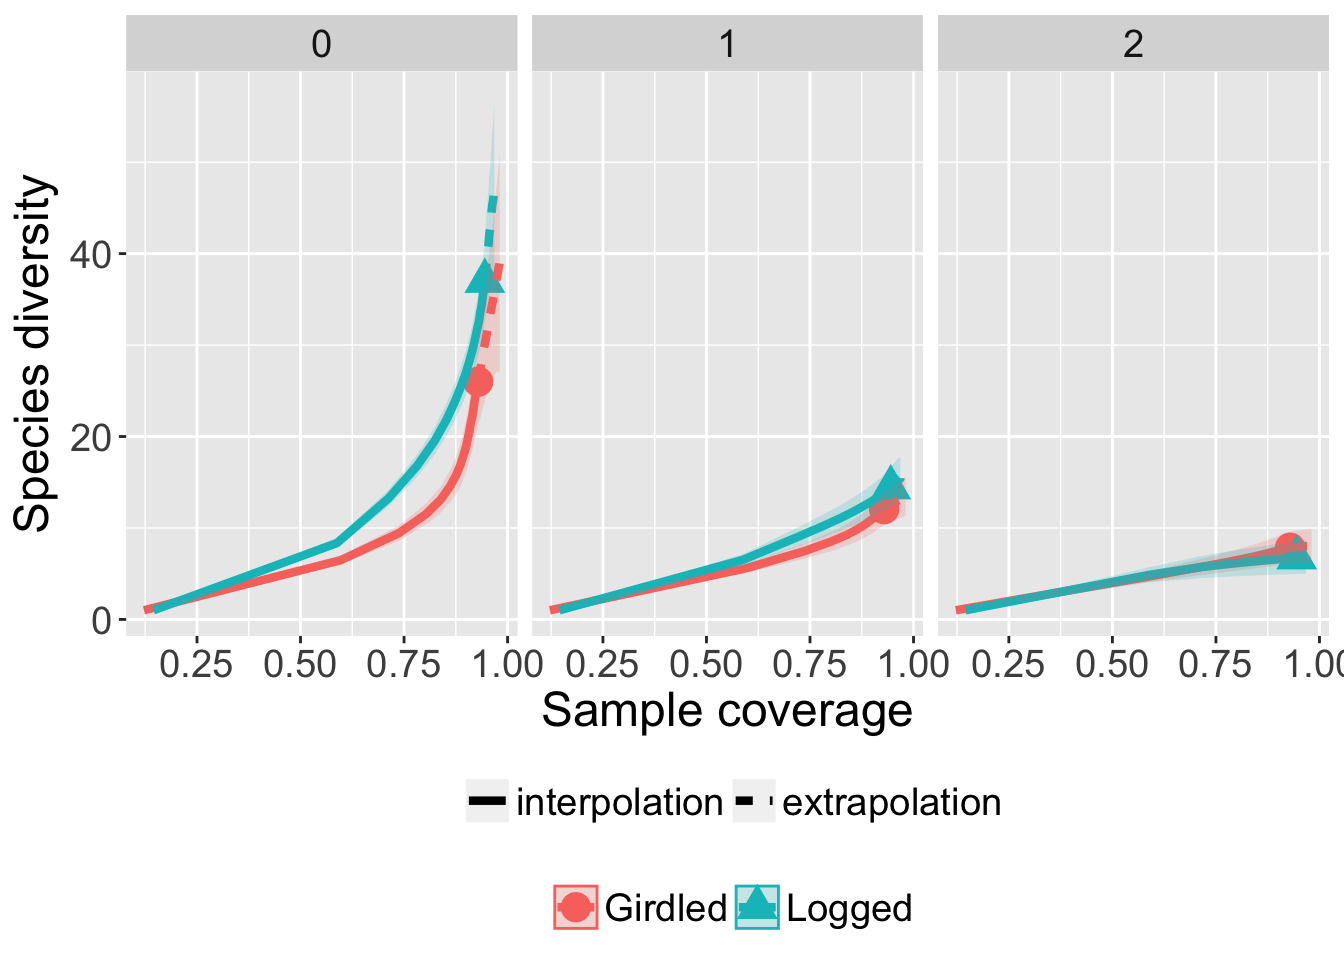 0 1 2
Species diversity
40
20
0
0.25 0.50 0.75 1.00 0.25 0.50 0.75 1.00 0.25 0.50 0.75 1.00
Sample coverage
interpolation extrapolation
Girdled Logged